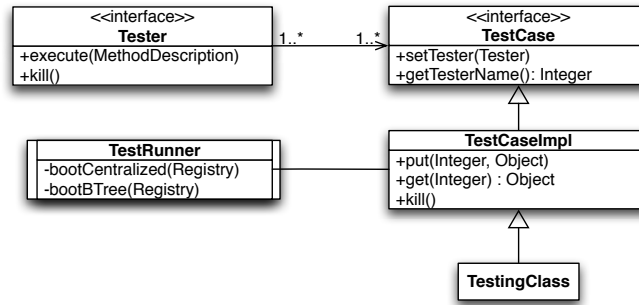 <<interface>>
Tester
+execute(MethodDescription)
+kill()
1..*
1..*
<<interface>>
TestCase
+setTester(Tester)
+getTesterName(): Integer
TestRunner
-bootCentralized(Registry)
-bootBTree(Registry)
TestCaseImpl
+put(Integer, Object)
+get(Integer) : Object
+kill()
TestingClass